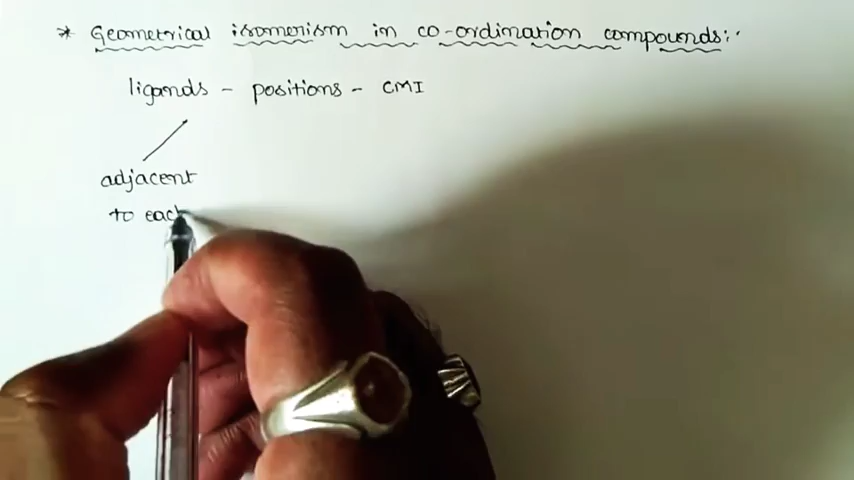 * Geometrical isomerism in co-ordination compounds:-
ligands - positions - CMI
adjacent
to each